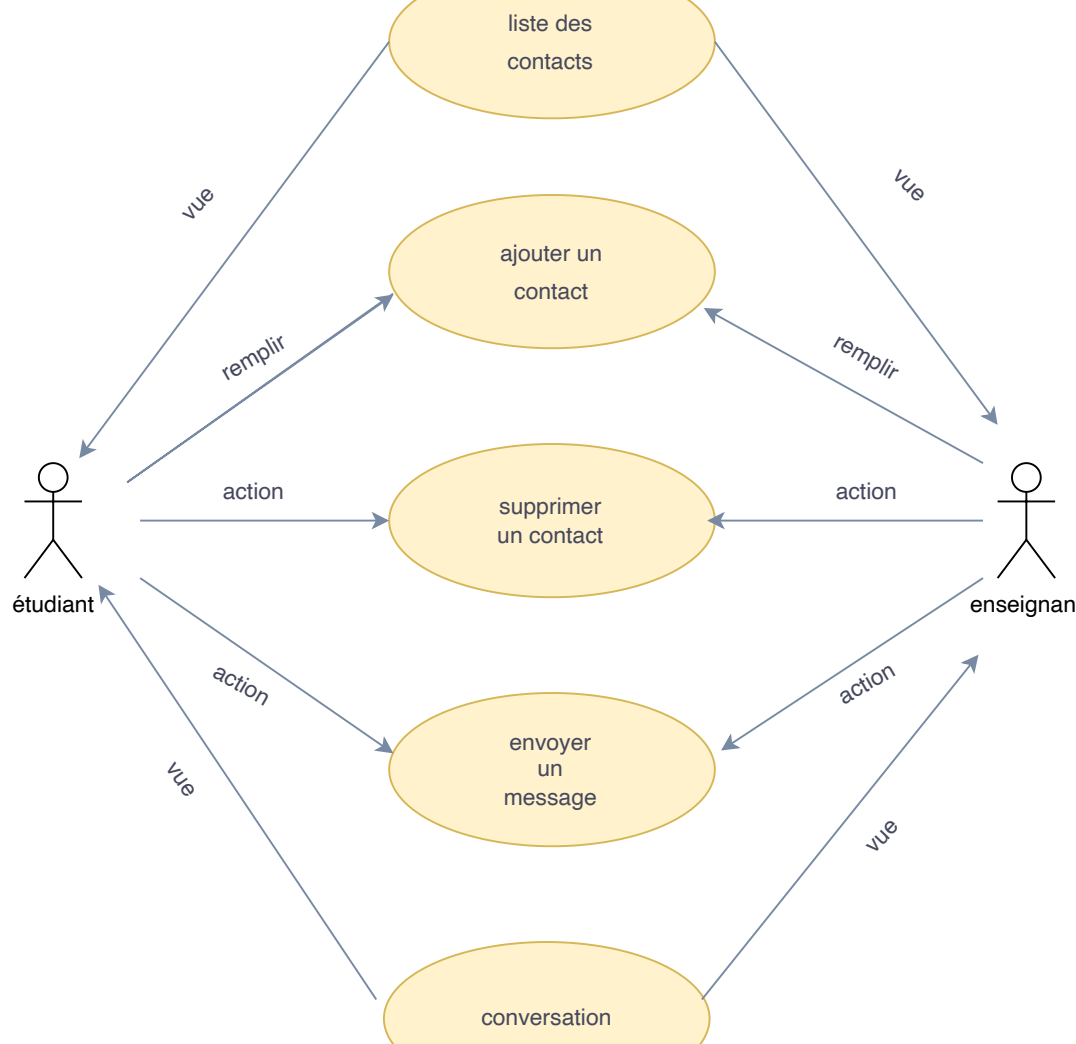 liste des
contacts
vue
vue
ajouter un
contact
remplir
remplir
action
supprimer
un contact
action
étudiant
enseignan
action
action
envoyer
un
message
vue
vue
conversation